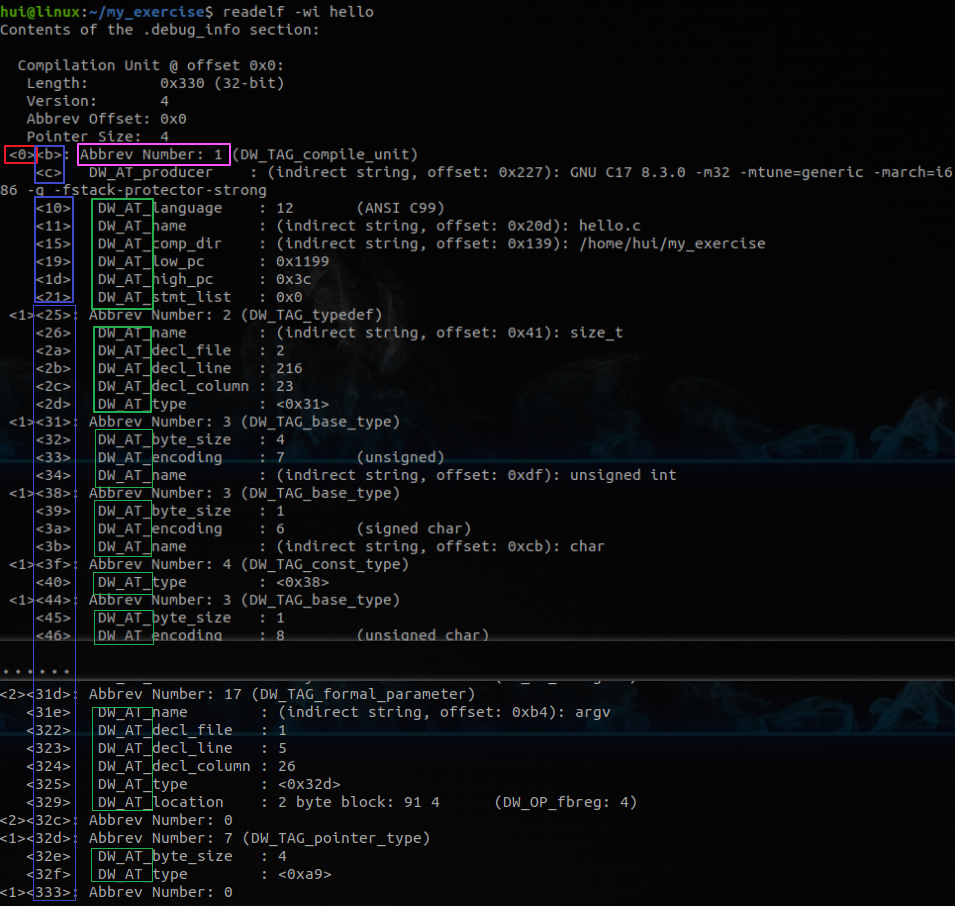 hui@linux:~/my_exercise$ readelf -wi hello
Contents of the .debug_info section:
Compilation Unit @ offset 0x0:
Length: 0x330 (32-bit)
Version: 4
Abbrev Offset: 0x0
Pointer Size: 4
<0><b>: Abbrev Number: 1 (DW_TAG_compile_unit)
<c> DW_AT_producer : (indirect string, offset: 0x227): GNU C17 8.3.0 -m32 -mtune=generic -march=i6
86 -g -fstack-protector-strong
<10> DW_AT_language : 12 (ANSI C99)
<11> DW_AT_name : (indirect string, offset: 0x20d): hello.c
<15> DW_AT_comp_dir : (indirect string, offset: 0x139): /home/hui/my_exercise
<19> DW_AT_low_pc : 0x1199
<1d> DW_AT_high_pc : 0x3c
<21> DW_AT_stmt_list : 0x0
<1><25>: Abbrev Number: 2 (DW_TAG_typedef)
<26> DW_AT_name : (indirect string, offset: 0x41): size_t
<2a> DW_AT_decl_file : 2
<2b> DW_AT_decl_line : 216
<2c> DW_AT_decl_column : 23
<2d> DW_AT_type : <0x31>
<1><31>: Abbrev Number: 3 (DW_TAG_base_type)
<32> DW_AT_byte_size : 4
<33> DW_AT_encoding : 7 (unsigned)
<34> DW_AT_name : (indirect string, offset: 0xdf): unsigned int
<1><38>: Abbrev Number: 3 (DW_TAG_base_type)
<39> DW_AT_byte_size : 1
<3a> DW_AT_encoding : 6 (signed char)
<3b> DW_AT_name : (indirect string, offset: 0xcb): char
<1><3f>: Abbrev Number: 4 (DW_TAG_const_type)
<40> DW_AT_type : <0x38>
<1><44>: Abbrev Number: 3 (DW_TAG_base_type)
<45> DW_AT_byte_size : 1
<46> DW_AT_encoding : 8 (unsigned char)
......
<2><31d>: Abbrev Number: 17 (DW_TAG_formal_parameter)
<31e> DW_AT_name : (indirect string, offset: 0xb4): argv
<322> DW_AT_decl_file : 1
<323> DW_AT_decl_line : 5
<324> DW_AT_decl_column : 26
<325> DW_AT_type : <0x32d>
<329> DW_AT_location : 2 byte block: 91 4 (DW_OP_fbreg: 4)
<2><32c>: Abbrev Number: 0
<1><32d>: Abbrev Number: 7 (DW_TAG_pointer_type)
<32e> DW_AT_byte_size : 4
<32f> DW_AT_type : <0xa9>
<1><333>: Abbrev Number: 0